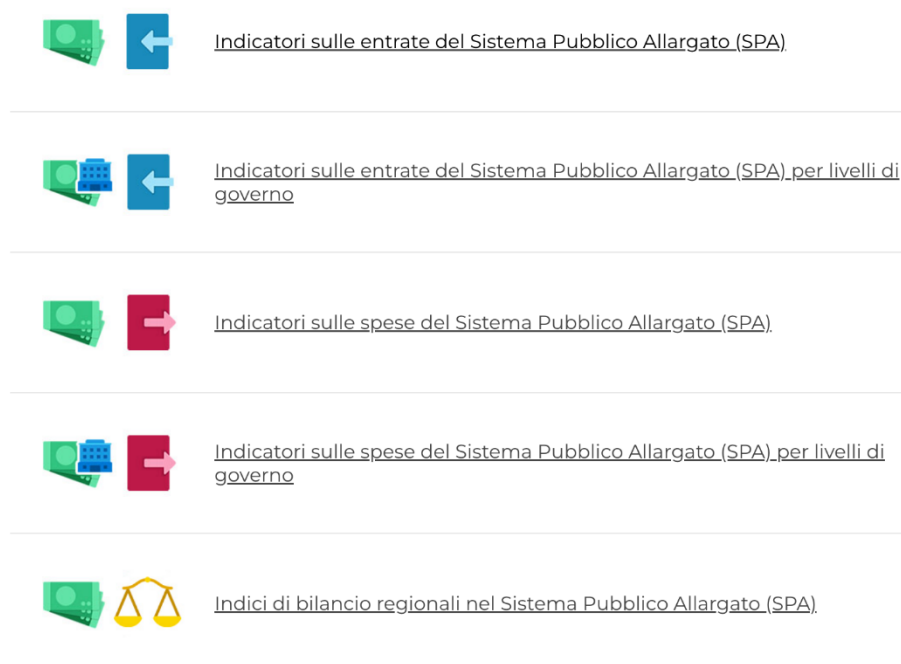 Indicatori sulle entrate del Sistema Pubblico Allargato (SPA)
Indicatori sulle entrate del Sistema Pubblico Allargato (SPA) per livelli di
governo
Indicatori sulle spese del Sistema Pubblico Allargato (SPA)
Indicatori sulle spese del Sistema Pubblico Allargato (SPA) per livelli di
governo
Indici di bilancio regionali nel Sistema Pubblico Allargato (SPA)